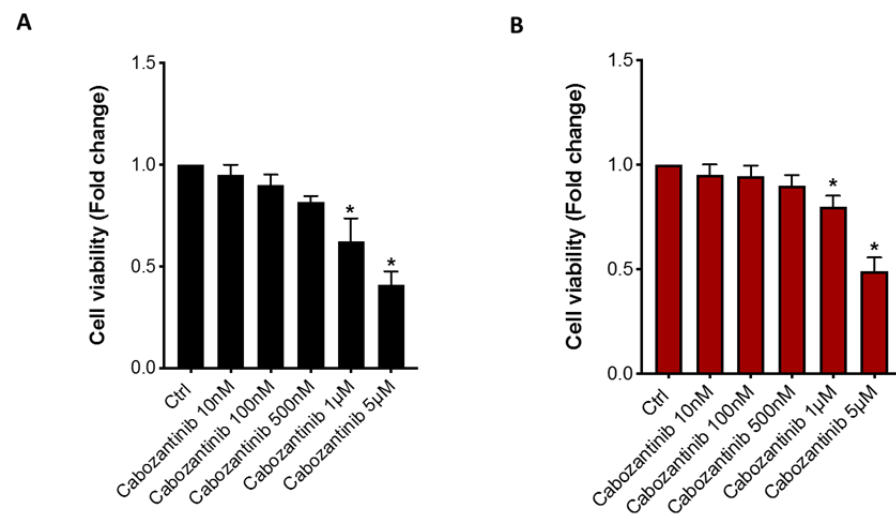 A
Cell viability (Fold change)
1.5
1.0
0.5
0.0
*
*
Ctrl
Cabozantinib 10nM
Cabozantinib 100nM
Cabozantinib 500nM
Cabozantinib 1µM
Cabozantinib 5µM
B
Cell viability (Fold change)
1.5
1.0
0.5
0.0
*
*
Ctrl
Cabozantinib 10nM
Cabozantinib 100nM
Cabozantinib 500nM
Cabozantinib 1µM
Cabozantinib 5µM